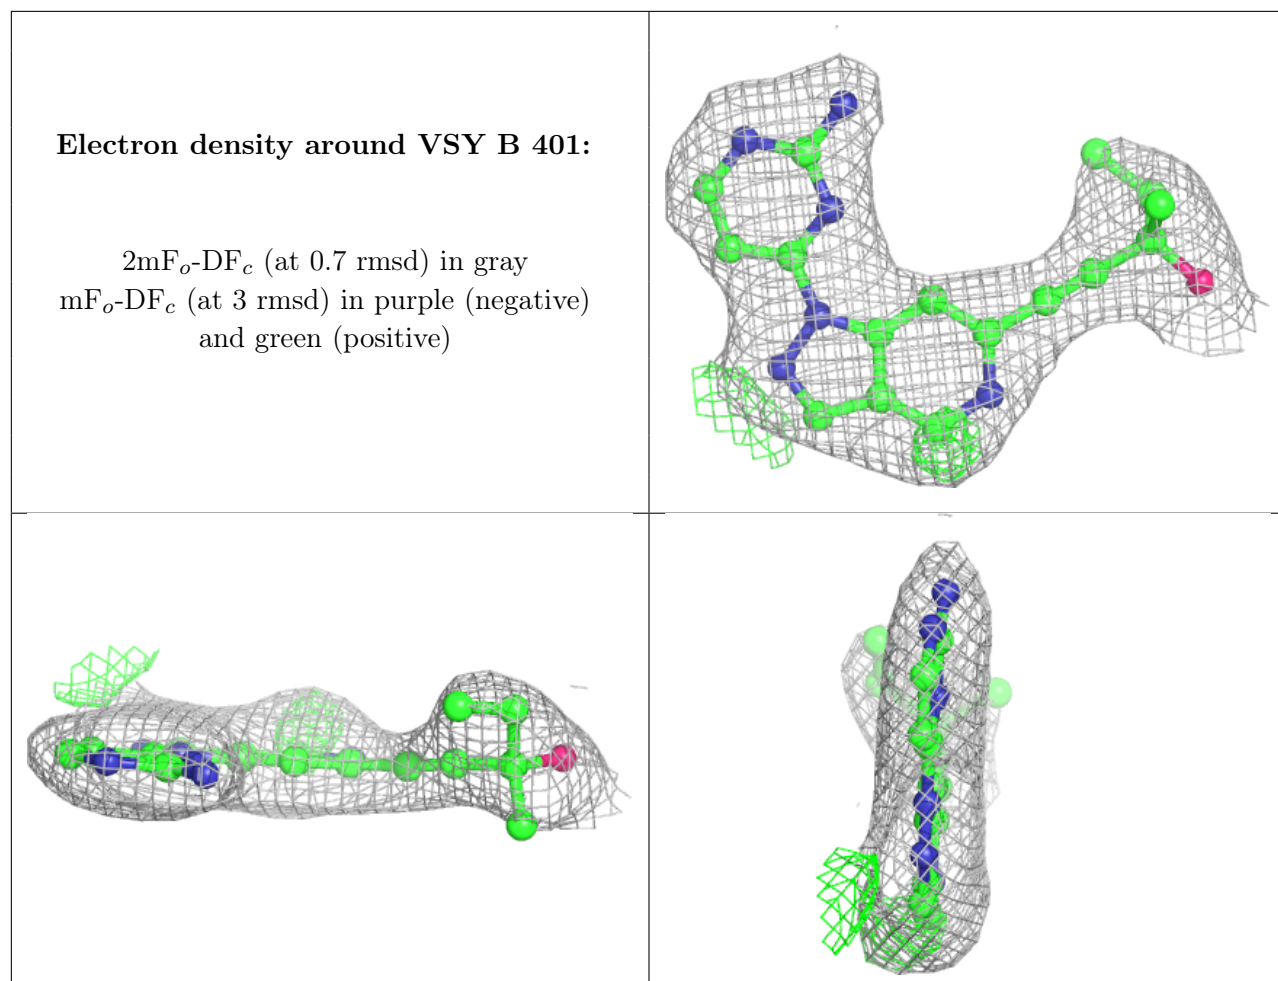 Electron density around VSY B 401:
2mFo-DFc (at 0.7 rmsd) in gray
mFo-DFc (at 3 rmsd) in purple (negative)
and green (positive)